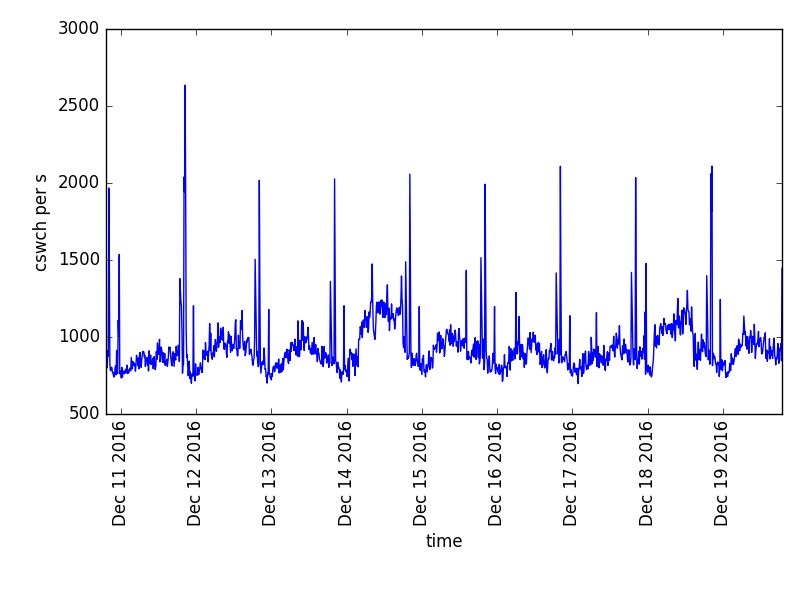 3000
2500
2000
1500
1000
500
cswch per s
Dec 11 2016
Dec 12 2016
Dec 13 2016
Dec 14 2016
Dec 15 2016
Dec 16 2016
Dec 17 2016
Dec 18 2016
Dec 19 2016
time